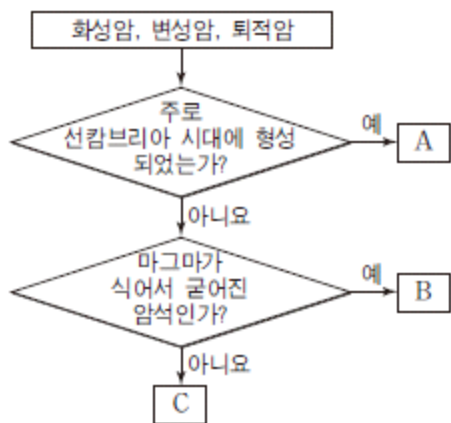 화성암, 변성암, 퇴적암
주로
선캄브리아 시대에 형성
되었는가?
예
A
아니요
마그마가
식어서 굳어진
암석인가?
예
B
아니요
C